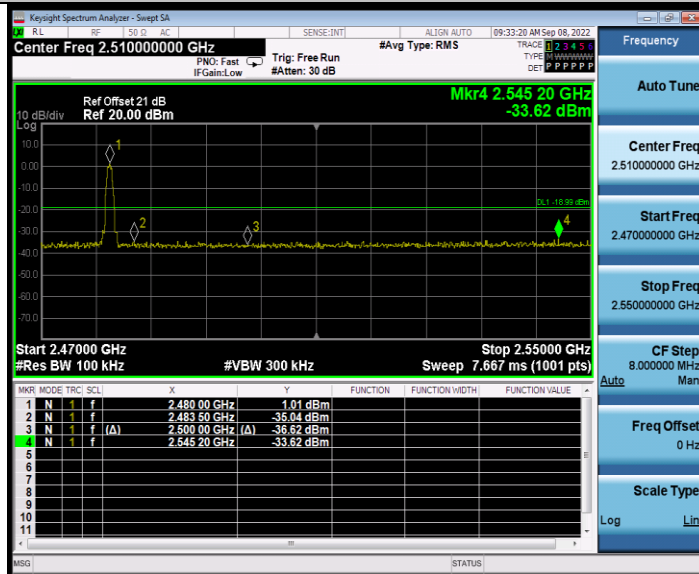 Keysight Spectrum Analyzer - Swept SA
RL RF 50 Ω AC SENSE:INT ALIGN AUTO 09:33:20 AM Sep 08, 2022
Center Freq 2.510000000 GHz #Avg Type: RMS TRACE 1 2 3 4 5 6
PNO: Fast Trig: Free Run TYPE M W W W W W
IFGain:Low #Atten: 30 dB DET P P P P P P
Frequency
Auto Tune
Mkr4 2.545 20 GHz
Ref Offset 21 dB
10 dB/div Ref 20.00 dBm -33.62 dBm
Log
10.0
0.00
-10.0
-20.0
-30.0
-40.0
-50.0
-60.0
-70.0
1
2
3
4
DL1 -18.99 dBm
Center Freq
2.510000000 GHz
Start Freq
2.470000000 GHz
Stop Freq
2.550000000 GHz
Start 2.47000 GHz Stop 2.55000 GHz
#Res BW 100 kHz #VBW 300 kHz Sweep 7.667 ms (1001 pts)
CF Step
8.000000 MHz
Auto Man
MKR MODE TRC SCL X Y FUNCTION FUNCTION WIDTH FUNCTION VALUE
1 N 1 f 2.480 00 GHz 1.01 dBm
2 N 1 f 2.483 50 GHz -35.04 dBm
3 N 1 f (Δ) 2.500 00 GHz (Δ) -36.62 dBm
4 N 1 f 2.545 20 GHz -33.62 dBm
5
6
7
8
9
10
11
Freq Offset
0 Hz
Scale Type
Log Lin
MSG STATUS